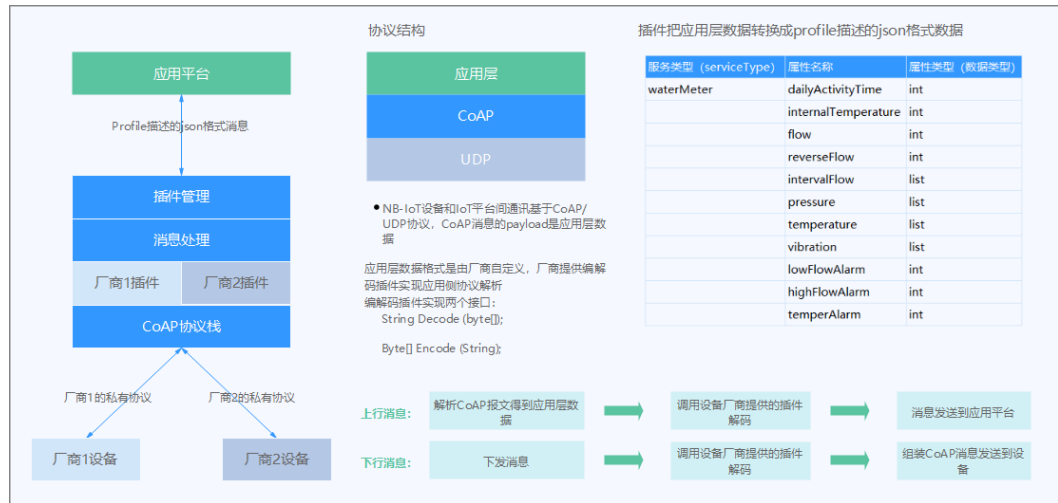 应用平台
Profile描述的json格式消息
插件管理
消息处理
厂商1插件
厂商2插件
CoAP协议栈
厂商1的私有协议
厂商2的私有协议
厂商1设备
厂商2设备
协议结构
应用层
CoAP
UDP
• NB-IoT设备和IoT平台间通讯基于CoAP/
UDP协议，CoAP消息的payload是应用层数
据
应用层数据格式是由厂商自定义，厂商提供编解
码插件实现应用侧协议解析
编解码插件实现两个接口：
String Decode (byte[]);
Byte[] Encode (String);
插件把应用层数据转换成profile描述的json格式数据
服务类型（serviceType） 属性名称 属性类型（数据类型）
waterMeter dailyActivityTime int
internalTemperature int
flow int
reverseFlow int
intervalFlow list
pressure list
temperature list
vibration list
lowFlowAlarm int
highFlowAlarm int
temperAlarm int
上行消息：
解析CoAP报文得到应用层数
据
调用设备厂商提供的插件
解码
消息发送到应用平台
下行消息：
下发消息
调用设备厂商提供的插件
解码
组装CoAP消息发送到设
备